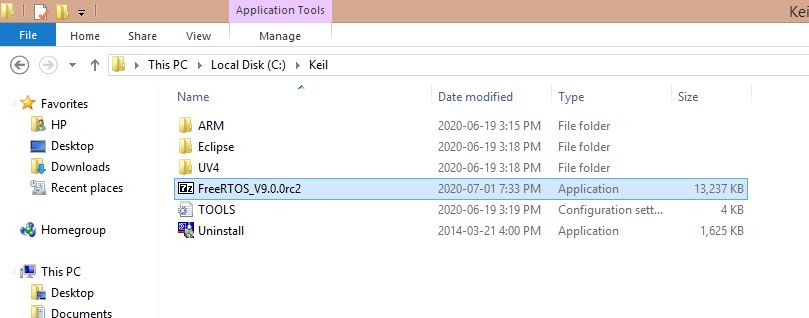 Application Tools
Kei
File Home Share View Manage
This PC Local Disk (C:) Keil
Name Date modified Type Size
Favorites
HP
Desktop
Downloads
Recent places
Homegroup
This PC
Desktop
Documents
ARM 2020-06-19 3:15 PM File folder
Eclipse 2020-06-19 3:18 PM File folder
UV4 2020-06-19 3:18 PM File folder
7z FreeRTOS_V9.0.0rc2 2020-07-01 7:33 PM Application 13,237 KB
TOOLS 2020-06-19 3:19 PM Configuration sett... 4 KB
Uninstall 2014-03-21 4:00 PM Application 1,625 KB